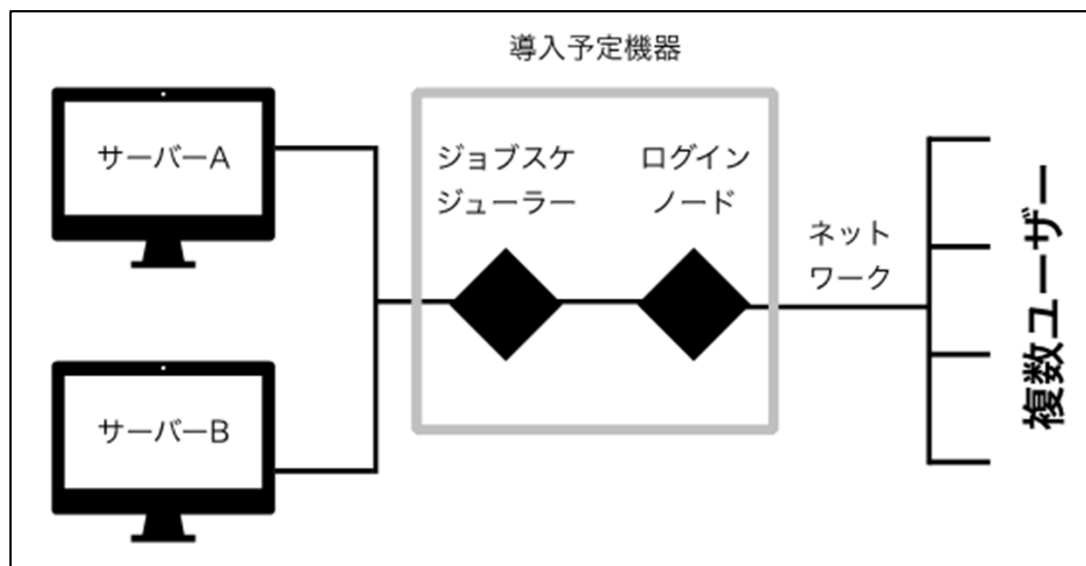 導入予定機器
サーバーA
ジョブスケ
ジューラー
ログイン
ノード
ネット
ワーク
サーバーB
複数ユーザー